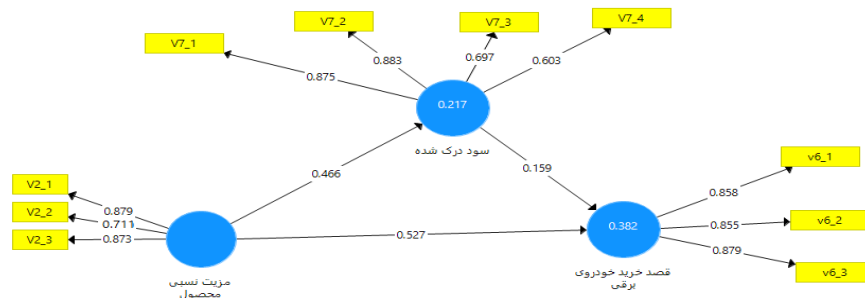 V7_2
V7_3
V7_4
V7_1
0.883
0.697
0.603
0.875
0.217
سود درک شده
0.466
0.159
V2_1
V2_2
V2_3
0.879
0.711
0.873
مزیت نسبی
محصول
0.527
0.382
قصد خرید خودروی
برقی
v6_1
0.858
v6_2
0.855
v6_3
0.879